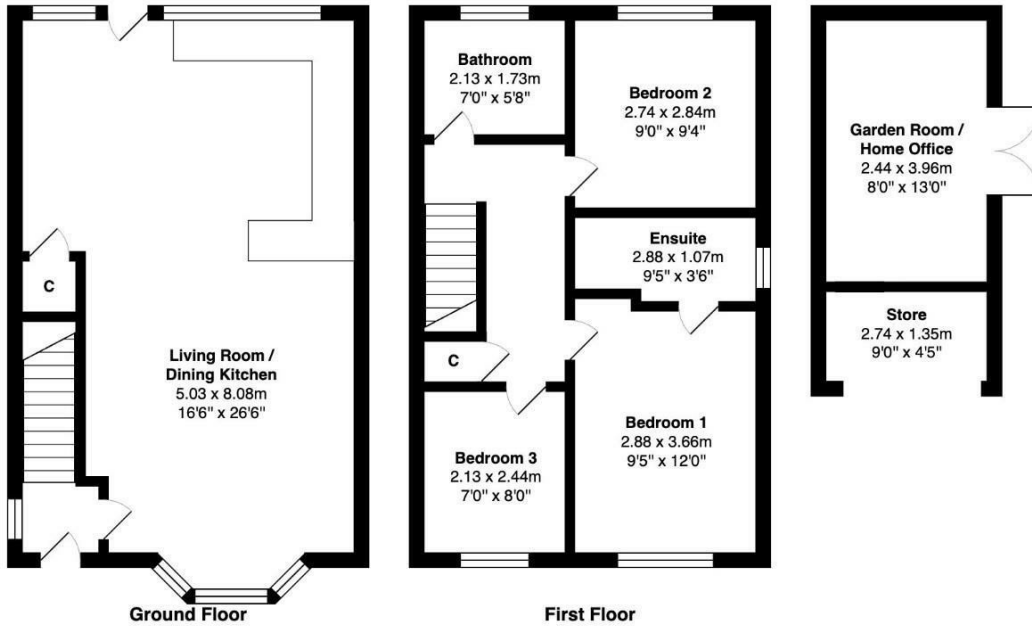 C
Living Room /
Dining Kitchen
5.03 x 8.08m
16'6" x 26'6"
Ground Floor
Bathroom
2.13 x 1.73m
7'0" x 5'8"
Bedroom 2
2.74 x 2.84m
9'0" x 9'4"
Ensuite
2.88 x 1.07m
9'5" x 3'6"
C
Bedroom 1
2.88 x 3.66m
9'5" x 12'0"
Bedroom 3
2.13 x 2.44m
7'0" x 8'0"
First Floor
Garden Room /
Home Office
2.44 x 3.96m
8'0" x 13'0"
Store
2.74 x 1.35m
9'0" x 4'5"